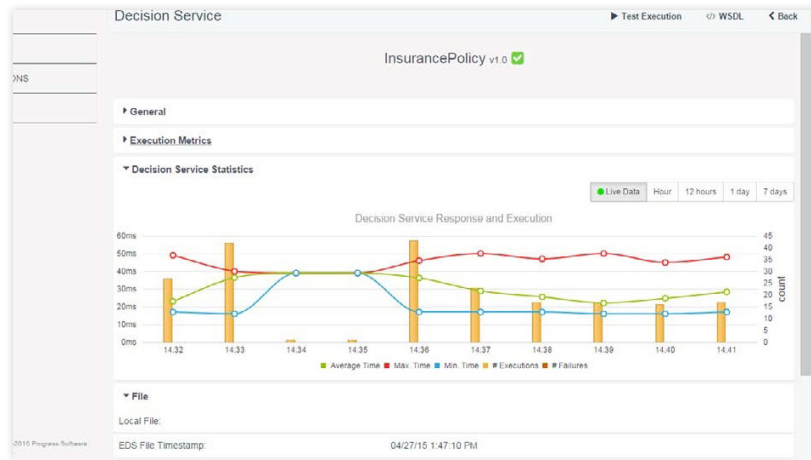 Decision Service
Test Execution
</> WSDL
Back
ONS
InsurancePolicy v1.0
General
Execution Metrics
Decision Service Statistics
Live Data Hour 12 hours 1 day 7 days
Decision Service Response and Execution
60ms
50ms
40ms
30ms
20ms
10ms
0ms
45
40
35
30
25
20
15
10
5
0
count
14:32 14:33 14:34 14:35 14:36 14:37 14:38 14:39 14:40 14:41
Average Time Max. Time Min. Time # Executions # Failures
File
Local File:
-2015 Progress Software
EDS File Timestamp: 04/27/15 1:47:10 PM